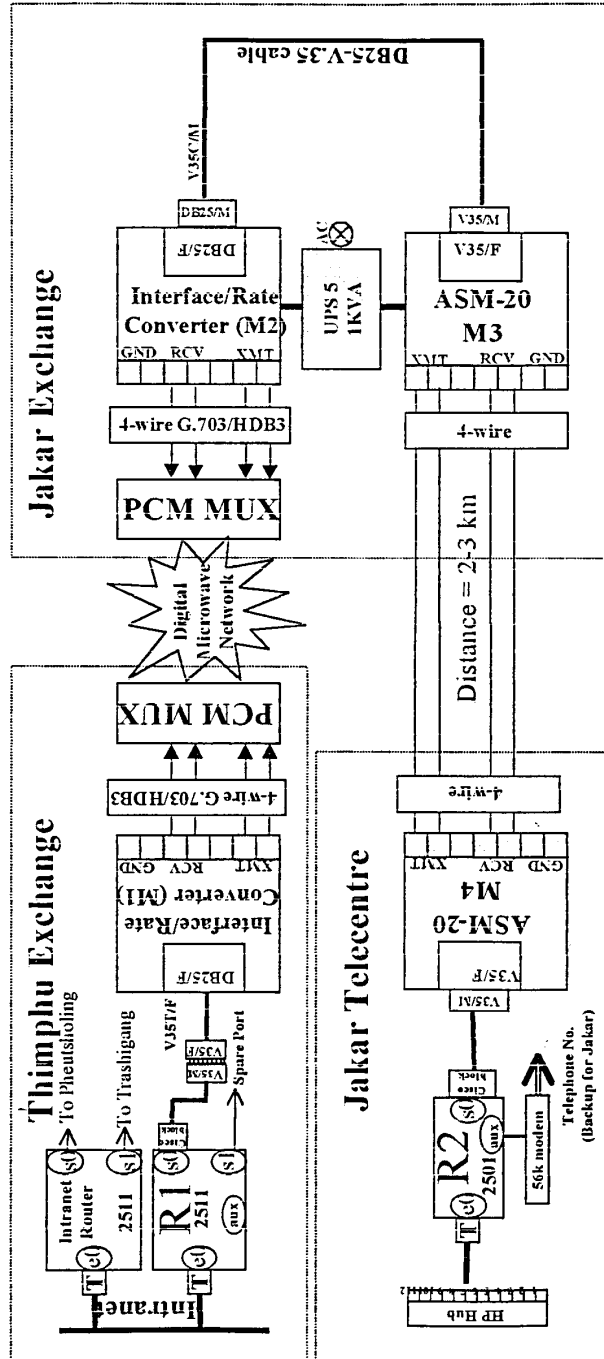 Thimphu Exchange
To Pheutsholing
To Trashigang
Intranet
Router
2511
s0
s1
e0
T
Intranet
R1
2511
s0
s1
aux
e0
T
Cisco
block
V35/M
V35/F
V35T/F
Spare Port
DB25/F
Interface/Rate
Converter (M1)
GND
RCV
XMT
4-wire G.703/HDB3
PCM MUX
Digital
Microwave
Network
Jakar Exchange
PCM MUX
4-wire G.703/HDB3
GND
RCV
XMT
Interface/Rate
Converter (M2)
DB25/F
DB25/M
V35C/M
DB25-V.35 cable
UPS 5
1KVA
AC
V35/M
V35/F
ASM-20
M3
XMT
RCV
GND
4-wire
Distance = 2-3 km
Jakar Telecentre
4-wire
XMT
RCV
GND
ASM-20
M4
V35/F
V35/M
Cisco
block
R2
2501
s0
aux
e0
T
56k modem
Telephone No.
(Backup for Jakar)
HP Hub